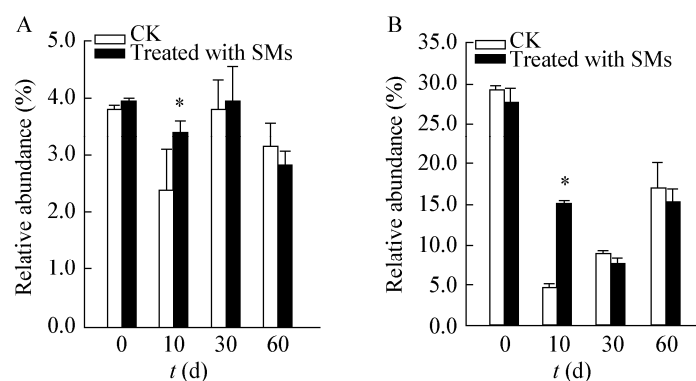 A
CK
Treated with SMs
Relative abundance (%)
5.0
4.0
3.0
2.0
1.0
0.0
*
0 10 30 60
t (d)
B
CK
Treated with SMs
Relative abundance (%)
35.0
30.0
25.0
20.0
15.0
10.0
5.0
0.0
*
0 10 30 60
t (d)